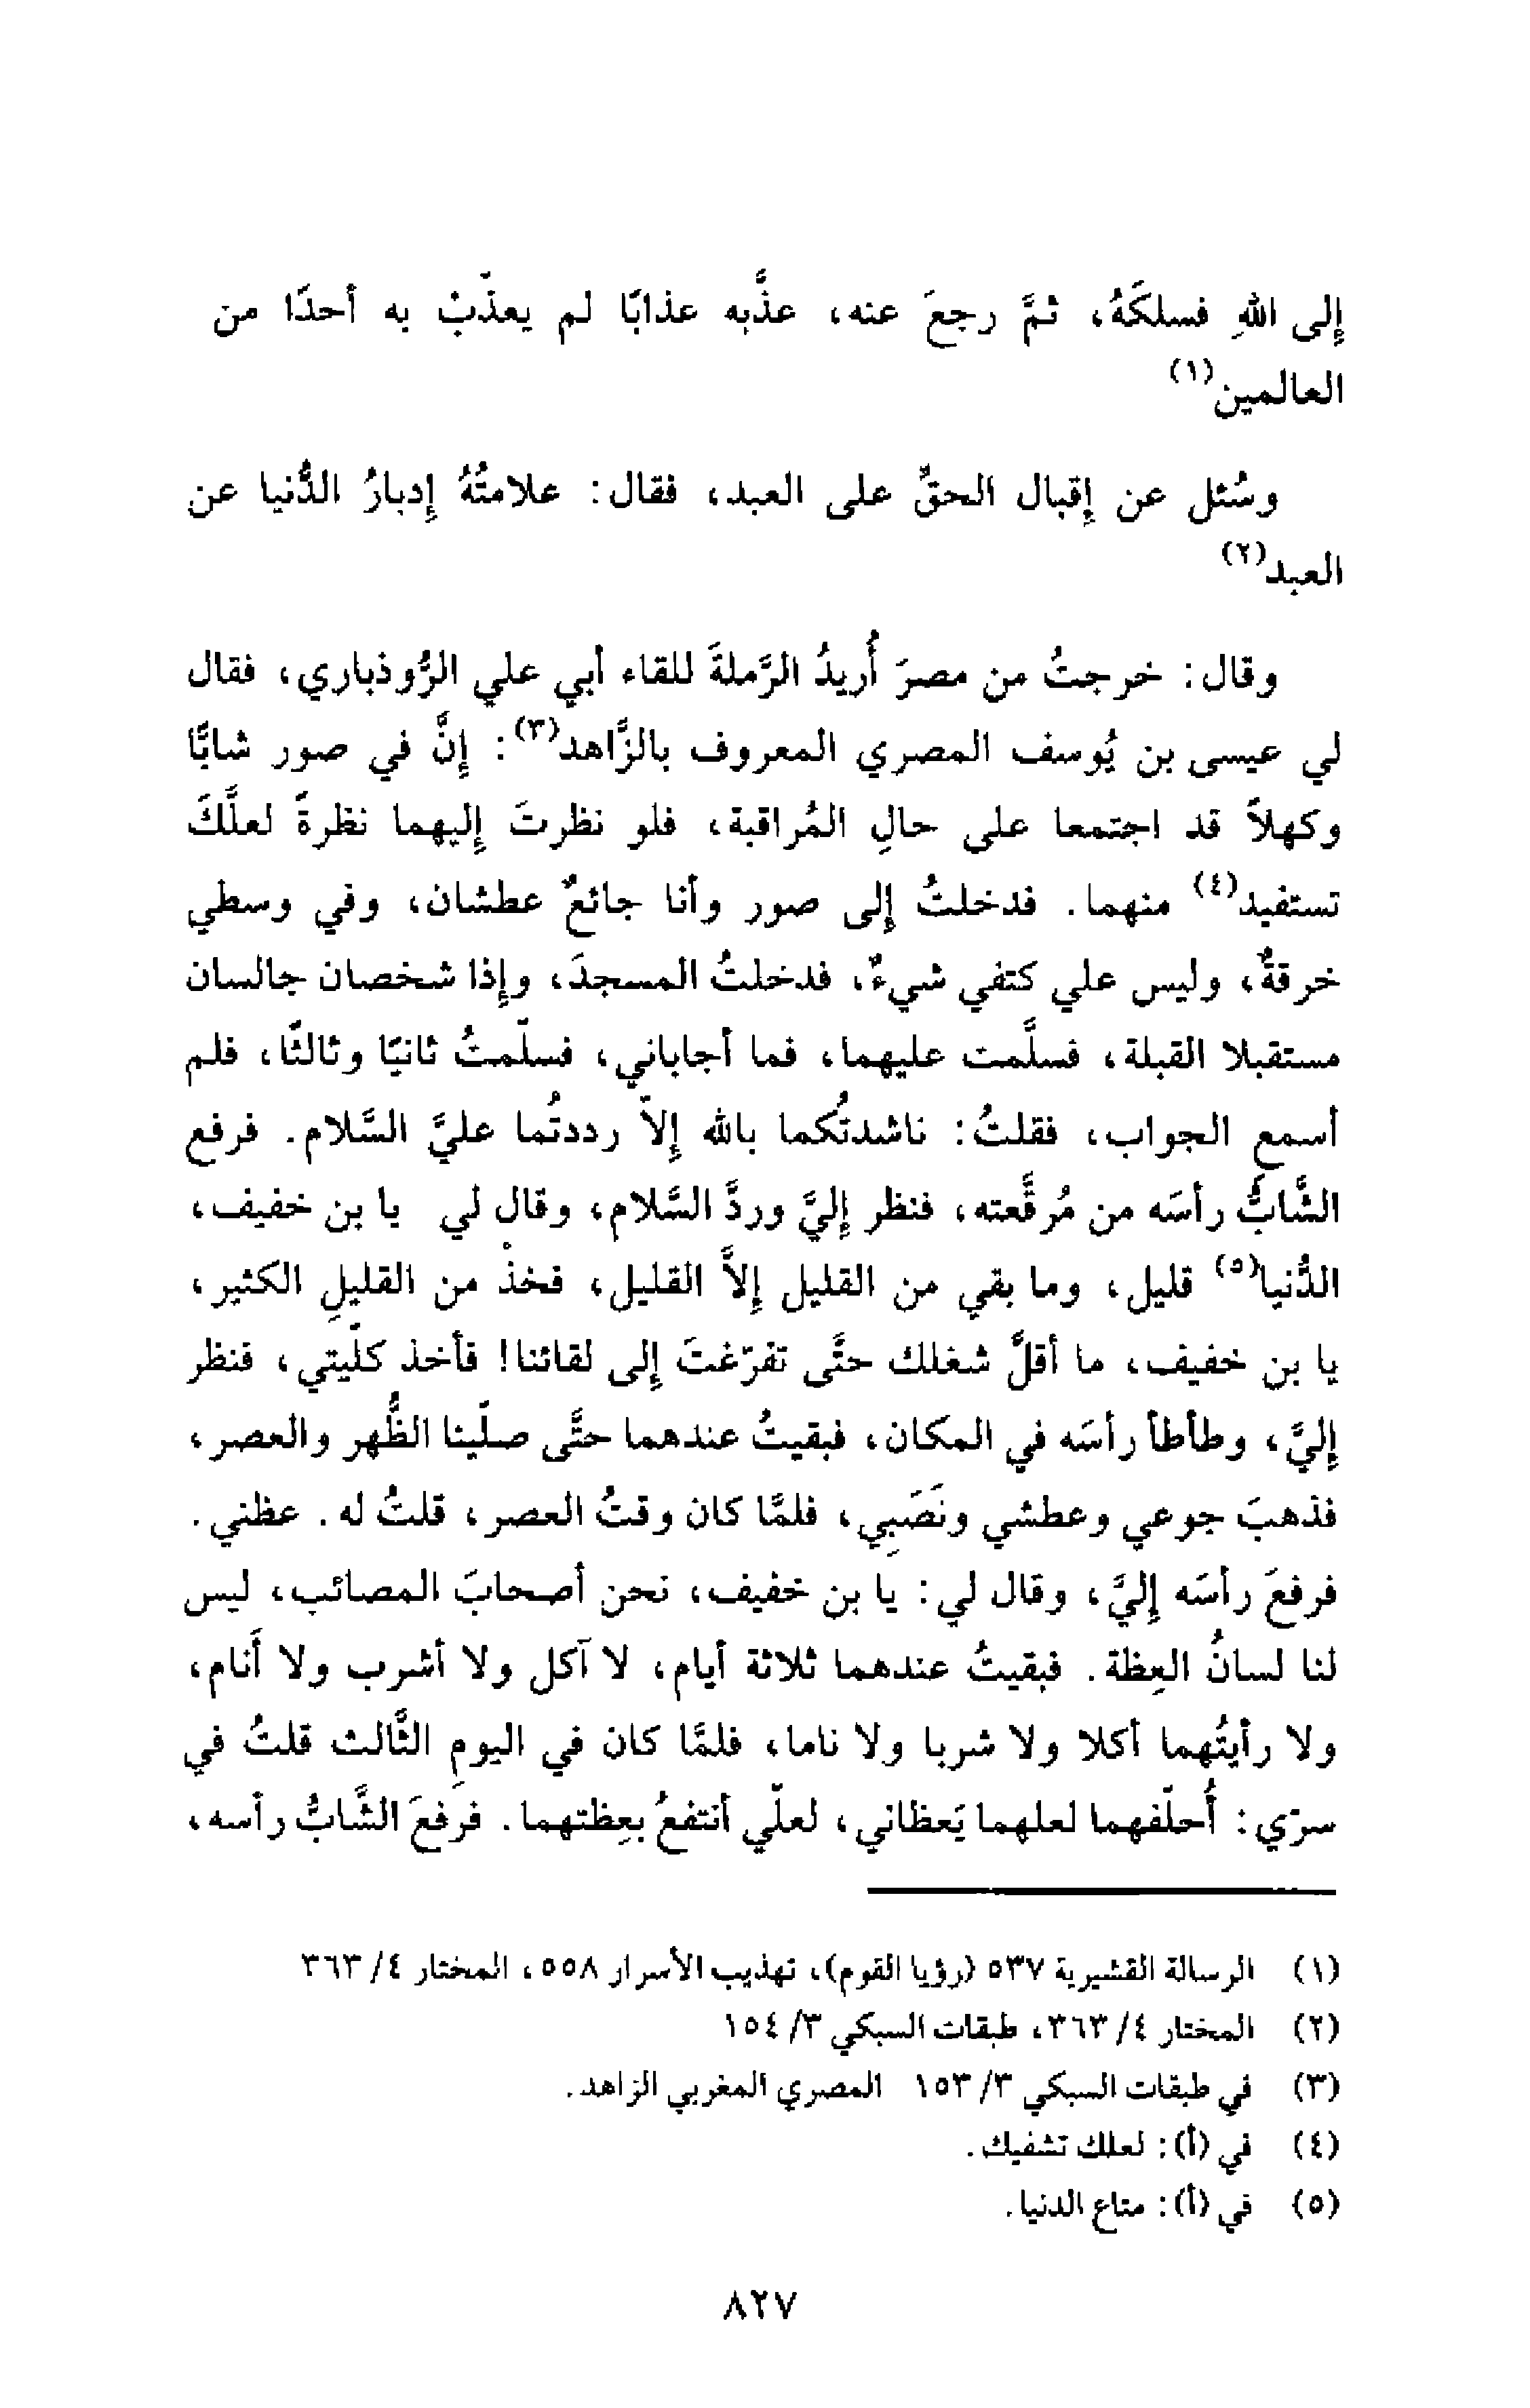 إلى اللهِ فسلكَهُ، ثمَّ رجعَ عنه، عذَّبه عذابًا لم يعذّبْ به أحدًا من
العالمين(١)
وسُئل عن إقبال الحقِّ على العبد، فقال: علامتُهُ إدبارُ الدُّنيا عن
العبد(٢)
وقال: خرجتُ من مصرَ أُريدُ الرَّملةَ للقاء أبي علي الرُّوذباري، فقال
لي عيسى بن يُوسف المصري المعروف بالزَّاهد(٣): إنَّ في صور شابًّا
وكهلاً قد اجتمعا على حالِ المُراقبة، فلو نظرتَ إليهما نظرةً لعلَّكَ
تستفيد(٤) منهما. فدخلتُ إلى صور وأنا جائعٌ عطشان، وفي وسطي
خرقةٌ، وليس علي كتفي شيءٌ، فدخلتُ المسجدَ، وإذا شخصان جالسان
مستقبلا القبلة، فسلَّمت عليهما، فما أجاباني، فسلّمتُ ثانيًا وثالثًا، فلم
أسمع الجواب، فقلتُ: ناشدتُكما بالله إلاّ رددتُما عليَّ السَّلام. فرفع
الشَّابُّ رأسَه من مُرقَّعته، فنظر إليَّ وردَّ السَّلام، وقال لي يا بن خفيف،
الدُّنيا(٥) قليل، وما بقي من القليل إلاَّ القليل، فخذْ من القليلِ الكثير،
يا بن خفيف، ما أقلَّ شغلك حتَّى تفرّغتَ إلى لقائنا! فأخذ كلّيتي، فنظر
إليَّ، وطأطأ رأسَه في المكان، فبقيتُ عندهما حتَّى صلّينا الظُّهر والعصر،
فذهبَ جوعي وعطشي ونَصَبِي، فلمَّا كان وقتُ العصر، قلتُ له. عظني.
فرفعَ رأسَه إليَّ، وقال لي: يا بن خفيف، نحن أصحابَ المصائب، ليس
لنا لسانُ العِظة. فبقيتُ عندهما ثلاثة أيام، لا آكل ولا أشرب ولا أَنام،
ولا رأيتُهما أكلا ولا شربا ولا ناما، فلمَّا كان في اليومِ الثَّالث قلتُ في
سرّي: أُحلّفهما لعلهما يَعظاني، لعلّي أنتفعُ بعِظتهما. فرَفعَ الشَّابُّ رأسه،
(١) الرسالة القشيرية ٥٣٧ (رؤيا القوم)، تهذيب الأسرار ٥٥٨، المختار ٤/ ٣٦٣
(٢) المختار ٤/ ٣٦٣، طبقات السبكي ٣/ ١٥٤
(٣) في طبقات السبكي ٣/ ١٥٣ المصري المغربي الزاهد.
(٤) في (أ): لعلك تشفيك.
(٥) في (أ): متاع الدنيا.
٨٢٧